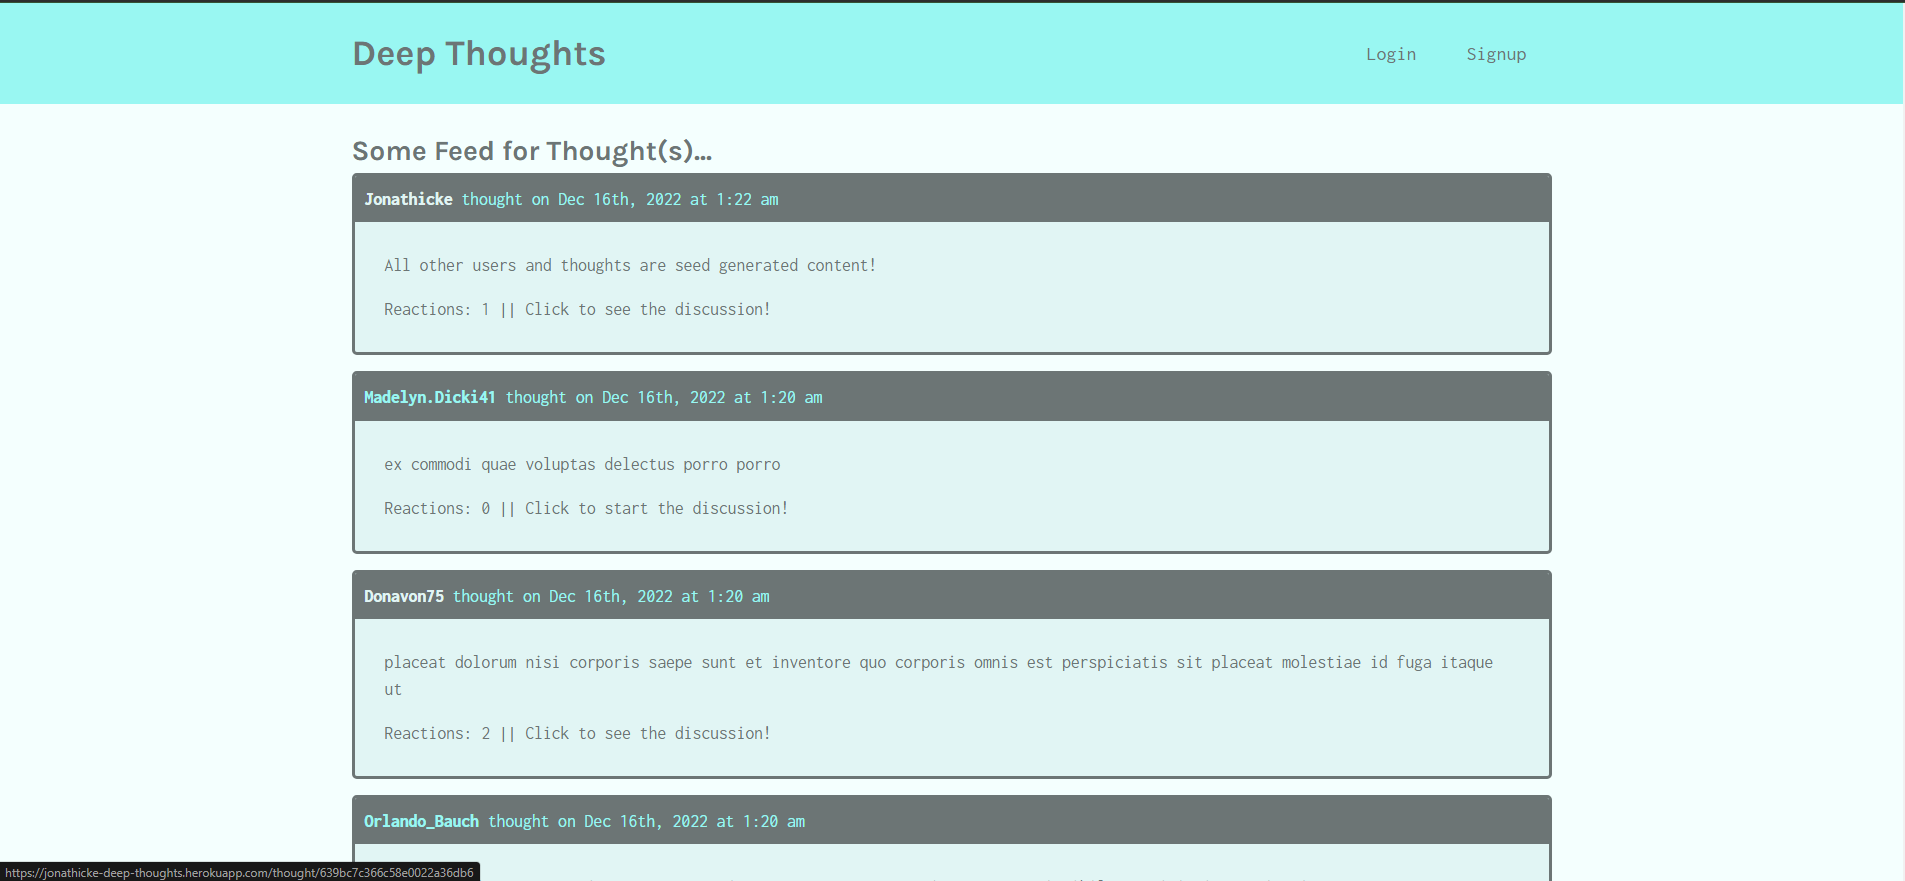 Deep Thoughts
Login
Signup
Some Feed for Thought(s)...
Jonathicke thought on Dec 16th, 2022 at 1:22 am
All other users and thoughts are seed generated content!
Reactions: 1 || Click to see the discussion!
Madelyn.Dicki41 thought on Dec 16th, 2022 at 1:20 am
ex commodi quae voluptas delectus porro porro
Reactions: 0 || Click to start the discussion!
Donavon75 thought on Dec 16th, 2022 at 1:20 am
placeat dolorum nisi corporis saepe sunt et inventore quo corporis omnis est perspiciatis sit placeat molestiae id fuga itaque
ut
Reactions: 2 || Click to see the discussion!
Orlando_Bauch thought on Dec 16th, 2022 at 1:20 am
https://jonathicke-deep-thoughts.herokuapp.com/thought/639bc7c366c58e0022a36db6